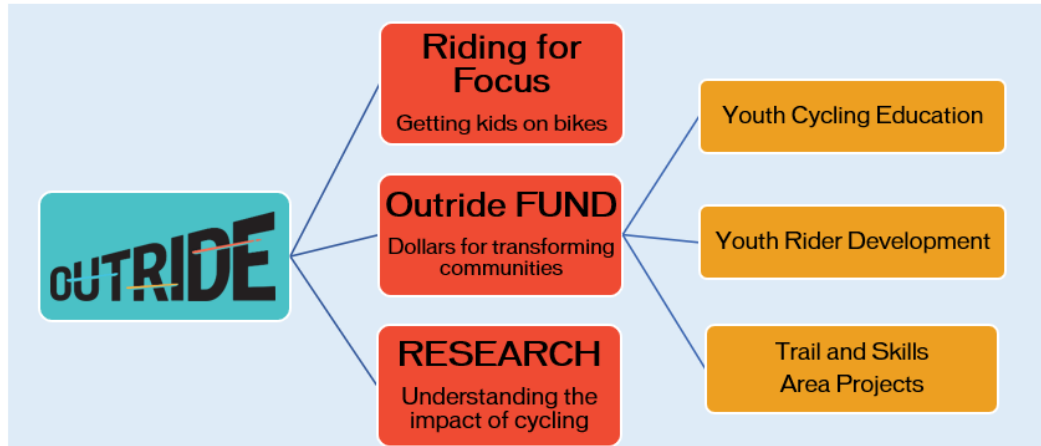 OUTRIDE
Riding for
Focus
Getting kids on bikes
Outride FUND
Dollars for transforming
communities
RESEARCH
Understanding the
impact of cycling
Youth Cycling Education
Youth Rider Development
Trail and Skills
Area Projects